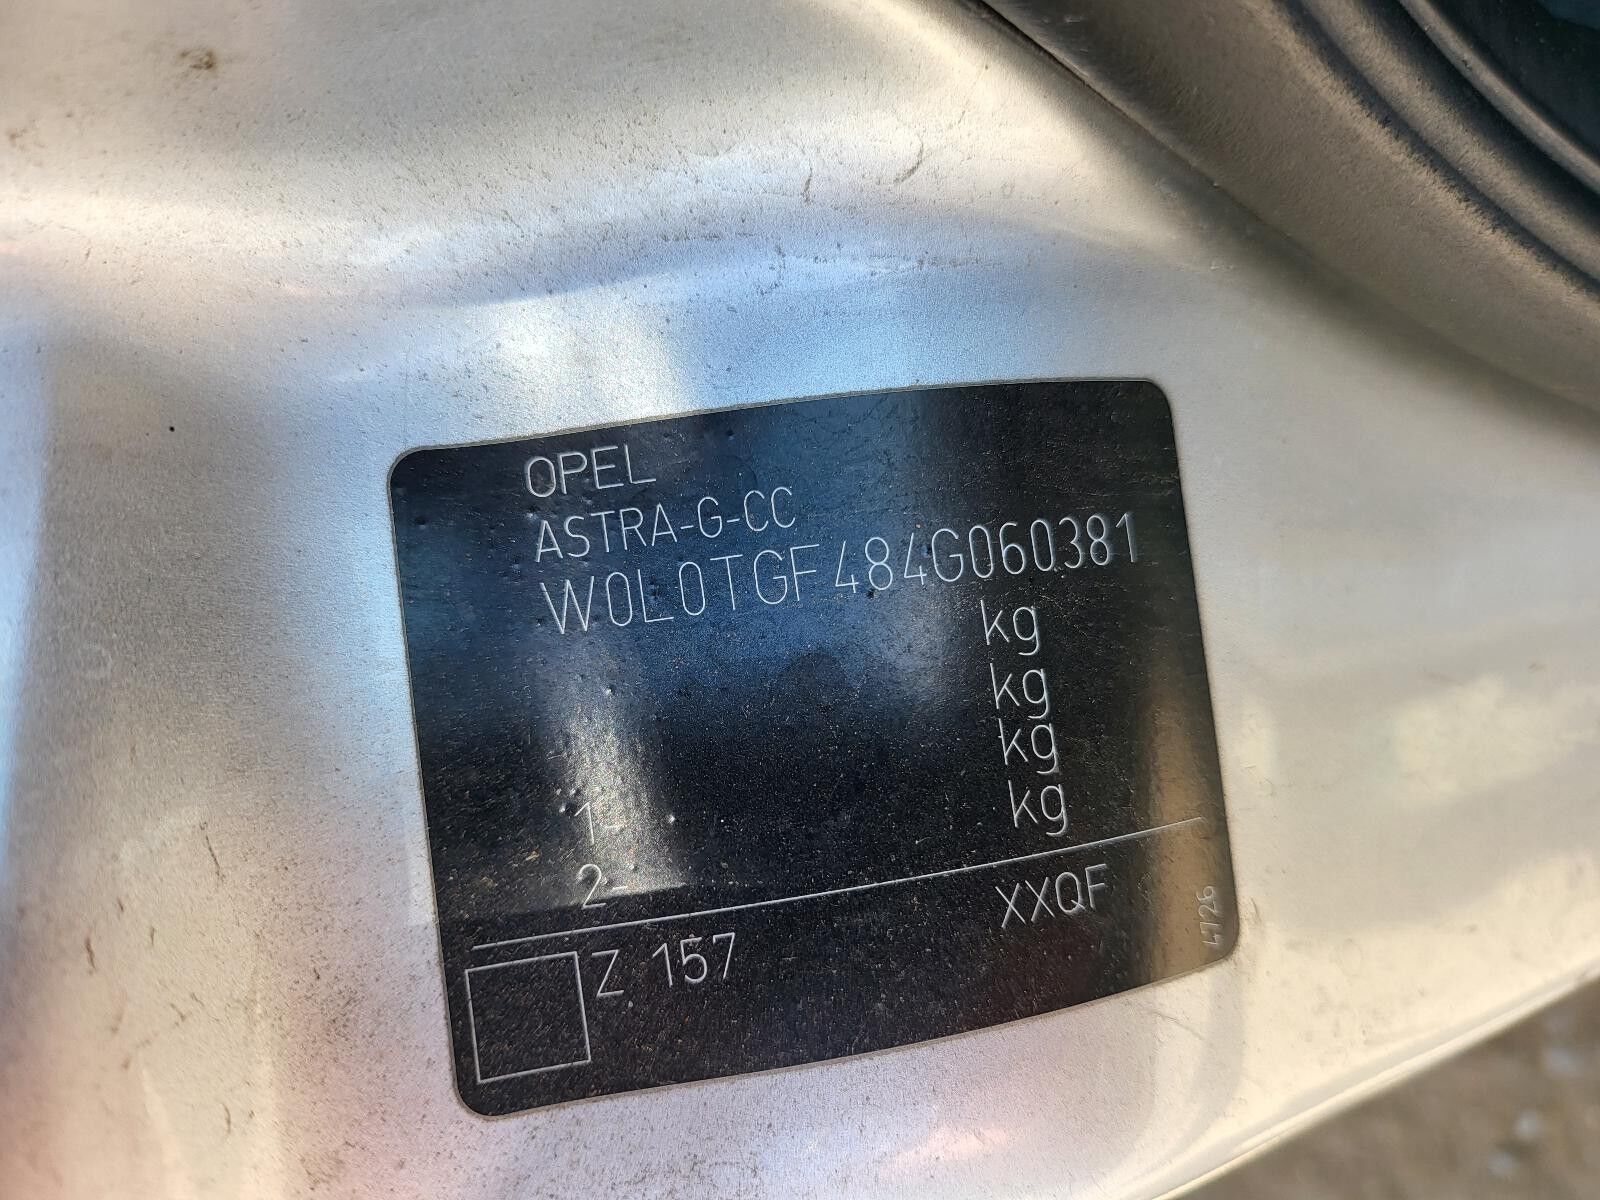 OPEL
ASTRA-G-CC
W0L0TGF484G060381
kg
kg
1- kg
2- kg
Z 157 XXQF
4726